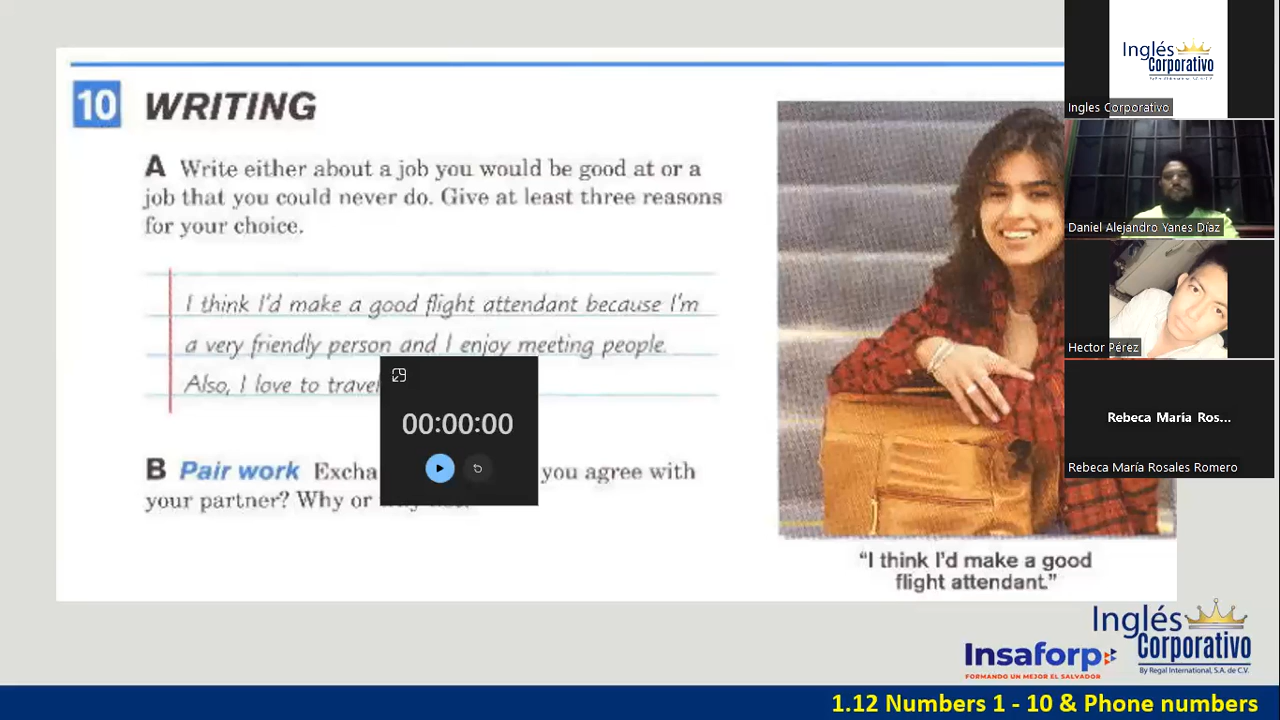 10 WRITING
A Write either about a job you would be good at or a
job that you could never do. Give at least three reasons
for your choice.
I think I'd make a good flight attendant because I'm
a very friendly person and I enjoy meeting people.
Also, I love to travel
00:00:00
B Pair work Excha you agree with
your partner? Why or
"I think I'd make a good
flight attendant."
Inglés
Corporativo
By Regal International, S.A. de C.V.
Ingles Corporativo
Daniel Alejandro Yanes Díaz
Hector Pérez
Rebeca María Ros...
Rebeca María Rosales Romero
Inglés
Corporativo
By Regal International, S.A. de C.V.
Insaforp
FORMANDO UN MEJOR EL SALVADOR
1.12 Numbers 1 - 10 & Phone numbers